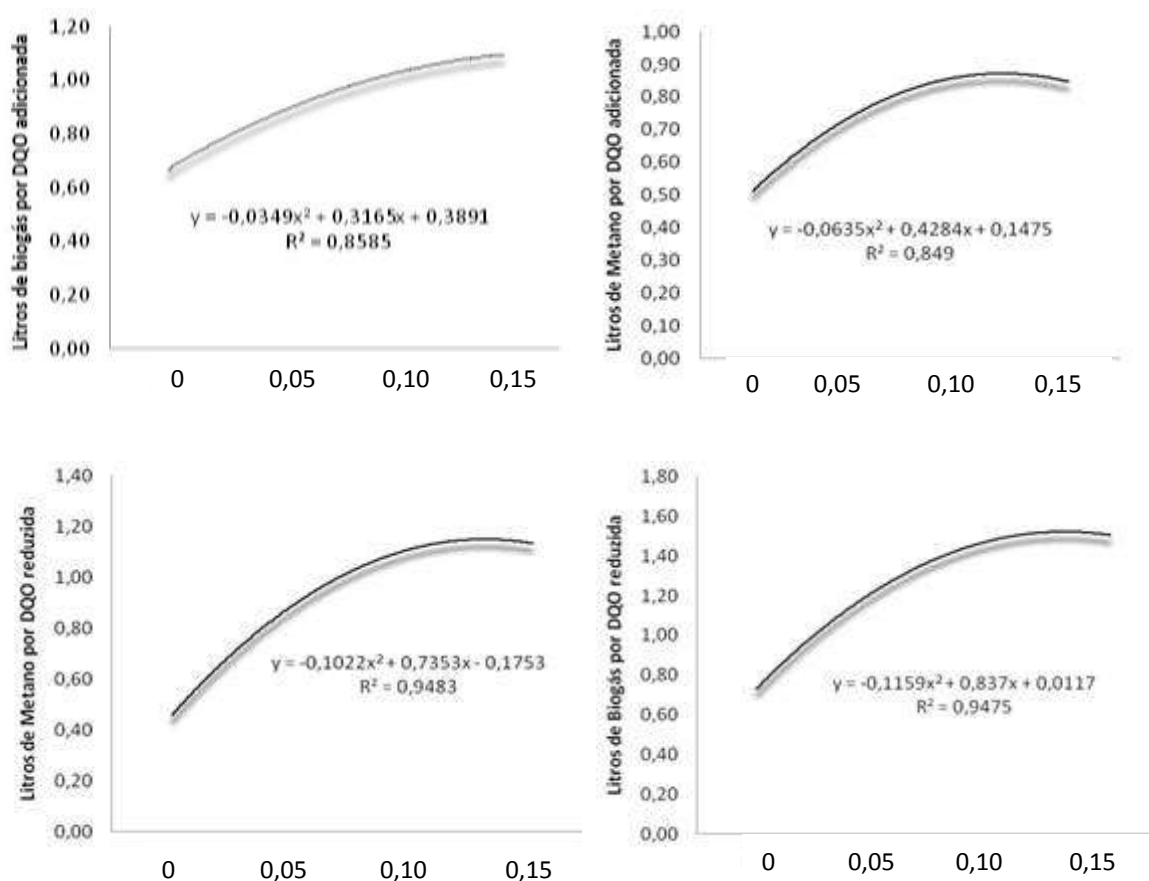 Litros de biogás por DQO adicionada
1,20
1,00
0,80
0,60
0,40
0,20
0,00
y = -0,0349x² + 0,3165x + 0,3891
R² = 0,8585
0 0,05 0,10 0,15
Litros de Metano por DQO adicionada
1,00
0,90
0,80
0,70
0,60
0,50
0,40
0,30
0,20
0,10
0,00
y = -0,0635x² + 0,4284x + 0,1475
R² = 0,849
0 0,05 0,10 0,15
Litros de Metano por DQO reduzida
1,40
1,20
1,00
0,80
0,60
0,40
0,20
0,00
y = -0,1022x² + 0,7353x - 0,1753
R² = 0,9483
0 0,05 0,10 0,15
Litros de Biogás por DQO reduzida
1,80
1,60
1,40
1,20
1,00
0,80
0,60
0,40
0,20
0,00
y = -0,1159x² + 0,837x + 0,0117
R² = 0,9475
0 0,05 0,10 0,15